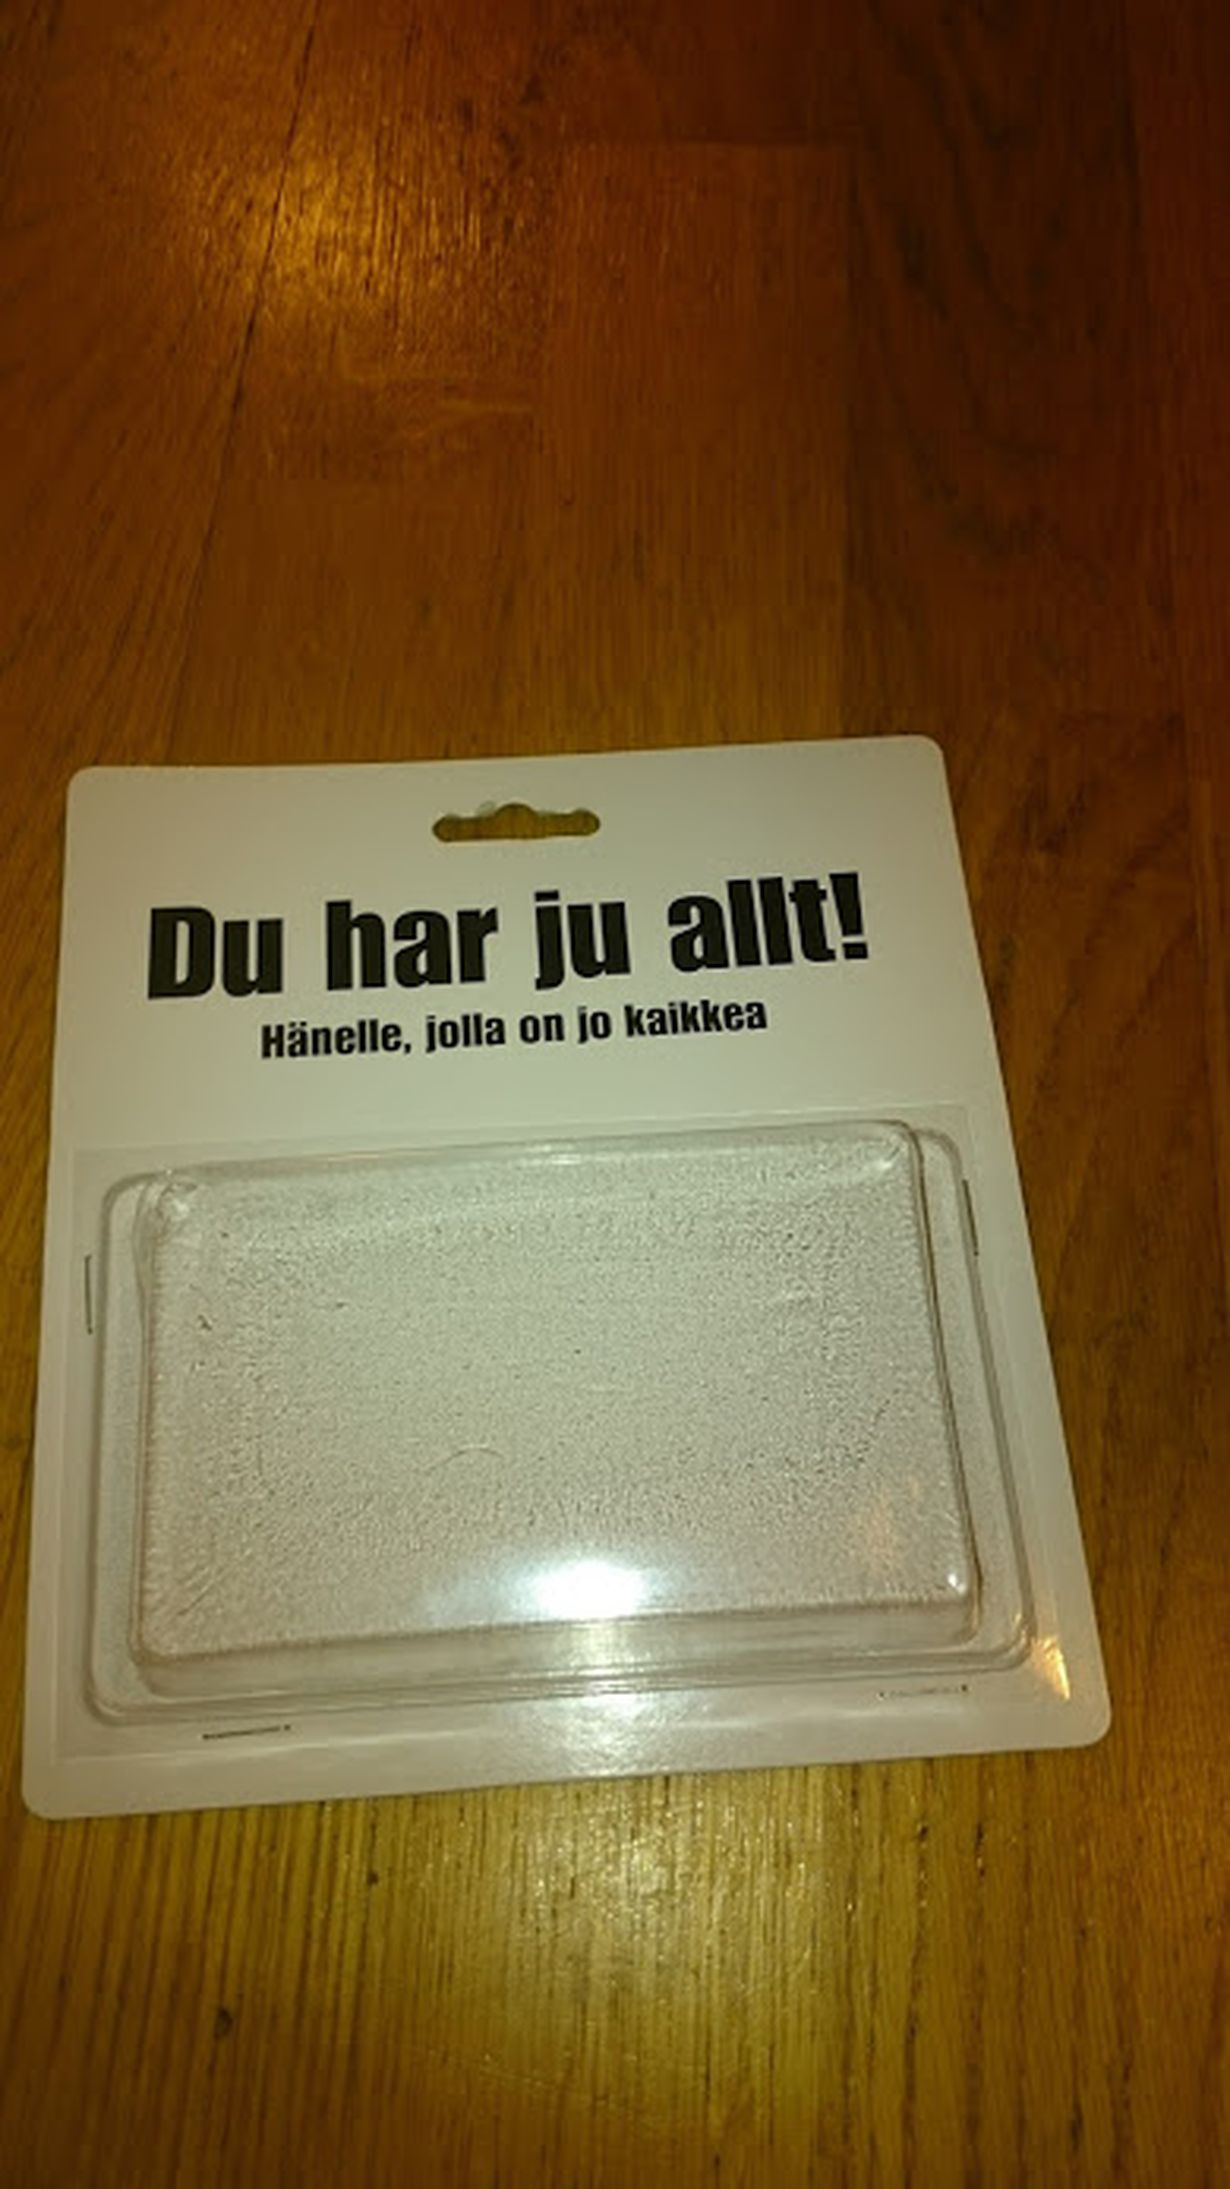 Du har ju allt!
Hänelle, jolla on jo kaikkea